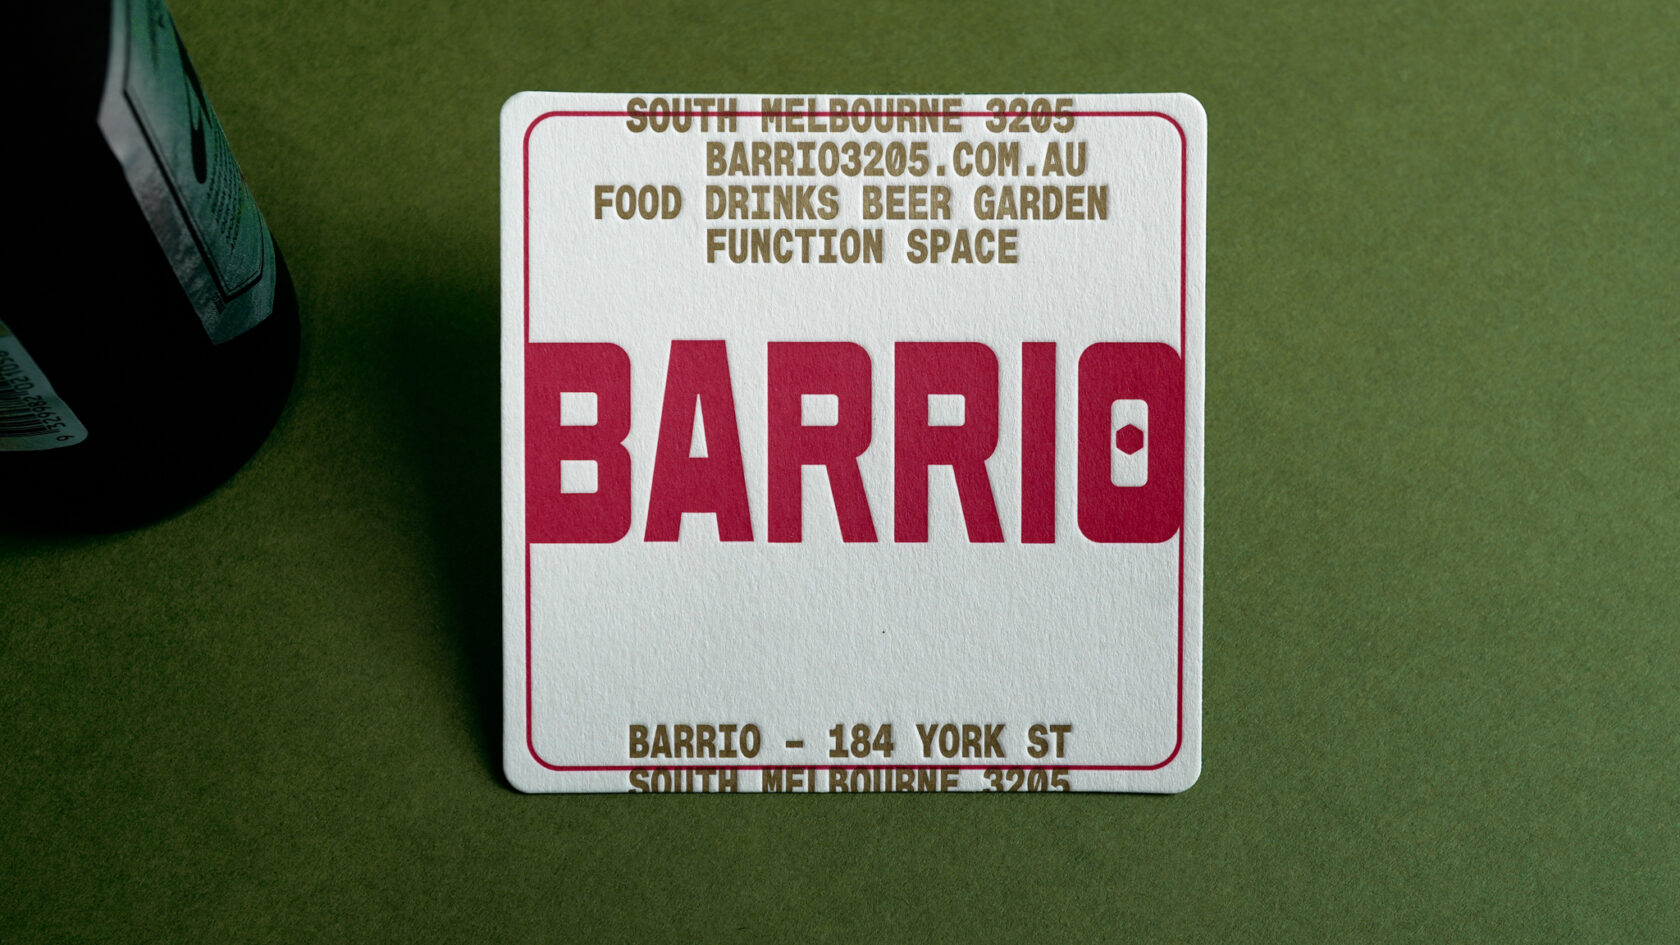 SOUTH MELBOURNE 3205
BARRIO3205.COM.AU
FOOD DRINKS BEER GARDEN
FUNCTION SPACE
BARRIO
BARRIO – 184 YORK ST
SOUTH MELBOURNE 3205